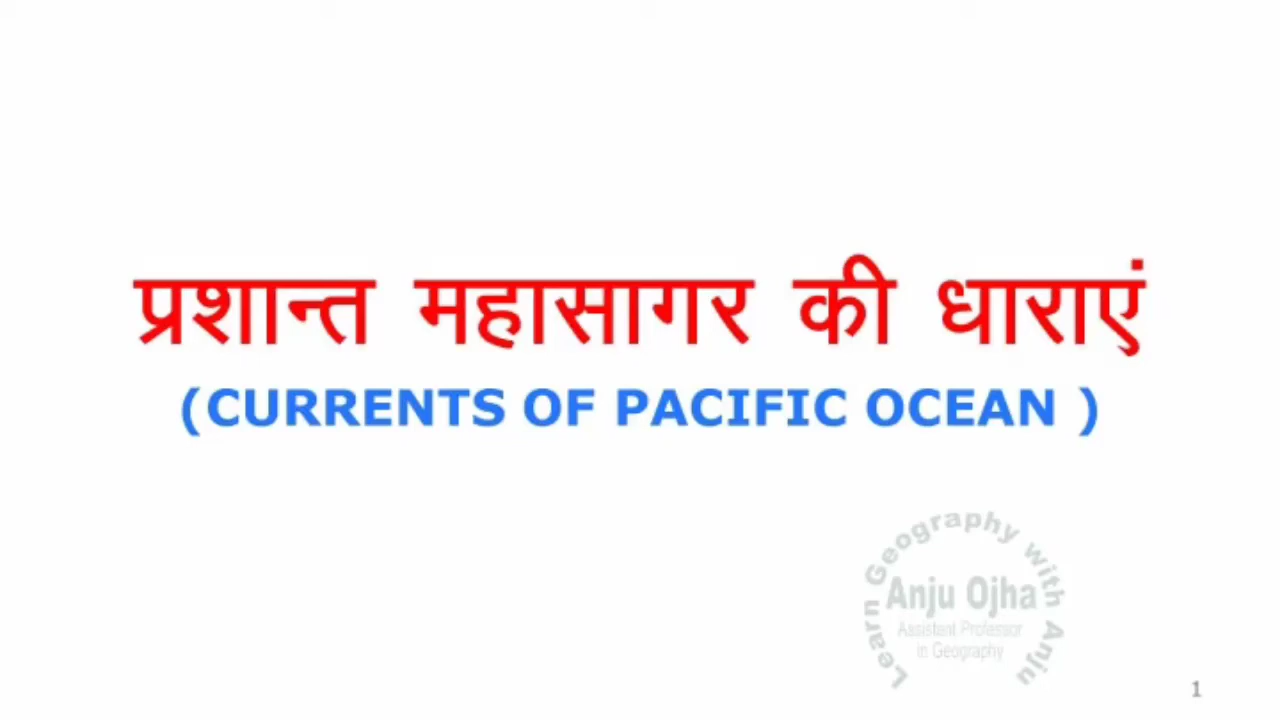 प्रशान्त महासागर की धाराएं
(CURRENTS OF PACIFIC OCEAN )
Learn Geography with Anju
Anju Ojha
Assistant Professor
in Geography
1